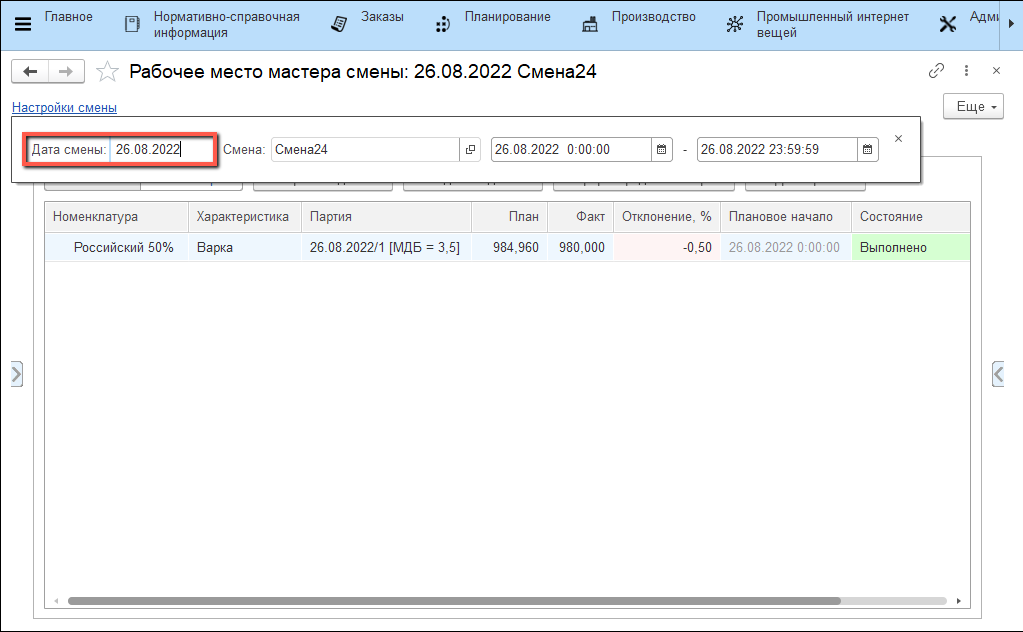 Главное
Нормативно-справочная
информация
Заказы
Планирование
Производство
Промышленный интернет
вещей
Рабочее место мастера смены: 26.08.2022 Смена24
Настройки смены
Еще
Дата смены: 26.08.2022 Смена: Смена24 26.08.2022 0:00:00 - 26.08.2022 23:59:59
Номенклатура Характеристика Партия План Факт Отклонение, % Плановое начало Состояние
Российский 50% Варка 26.08.2022/1 [МДБ = 3,5] 984,960 980,000 -0,50 26.08.2022 0:00:00 Выполнено